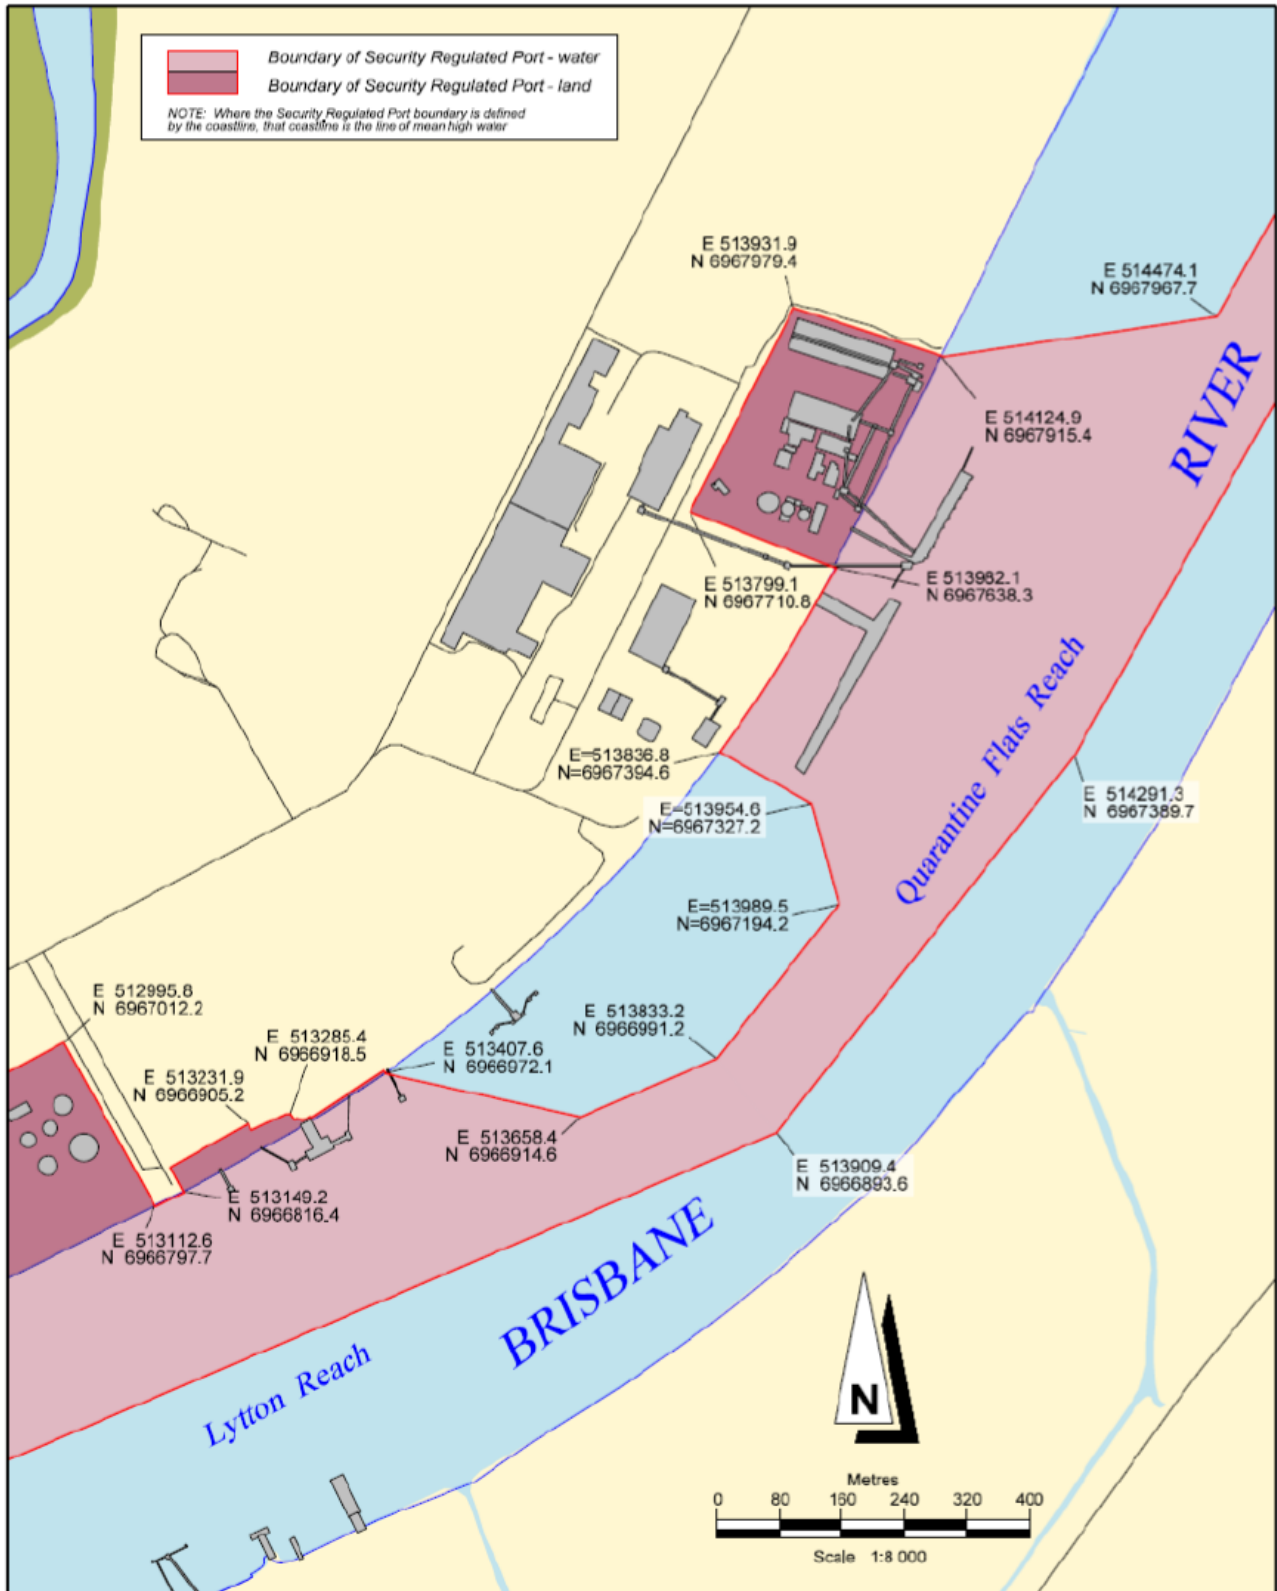 Boundary of Security Regulated Port - water
Boundary of Security Regulated Port - land
NOTE: Where the Security Regulated Port boundary is defined
by the coastline, that coastline is the line of mean high water
E 513931.9
N 6967979.4
E 514474.1
N 6967967.7
RIVER
E 514124.9
N 6967915.4
E 513799.1
N 6967710.8
E 513982.1
N 6967638.3
Quarantine Flats Reach
E=513836.8
N=6967394.6
E=513954.6
N=6967327.2
E 514291.3
N 6967389.7
E=513989.5
N=6967194.2
E 512995.8
N 6967012.2
E 513285.4
N 6966918.5
E 513833.2
N 6966991.2
E 513407.6
N 6966972.1
E 513231.9
N 6966905.2
E 513658.4
N 6966914.6
E 513909.4
N 6966893.6
E 513149.2
N 6966816.4
E 513112.6
N 6966797.7
BRISBANE
Lytton Reach
N
Metres
0 80 160 240 320 400
Scale 1:8 000